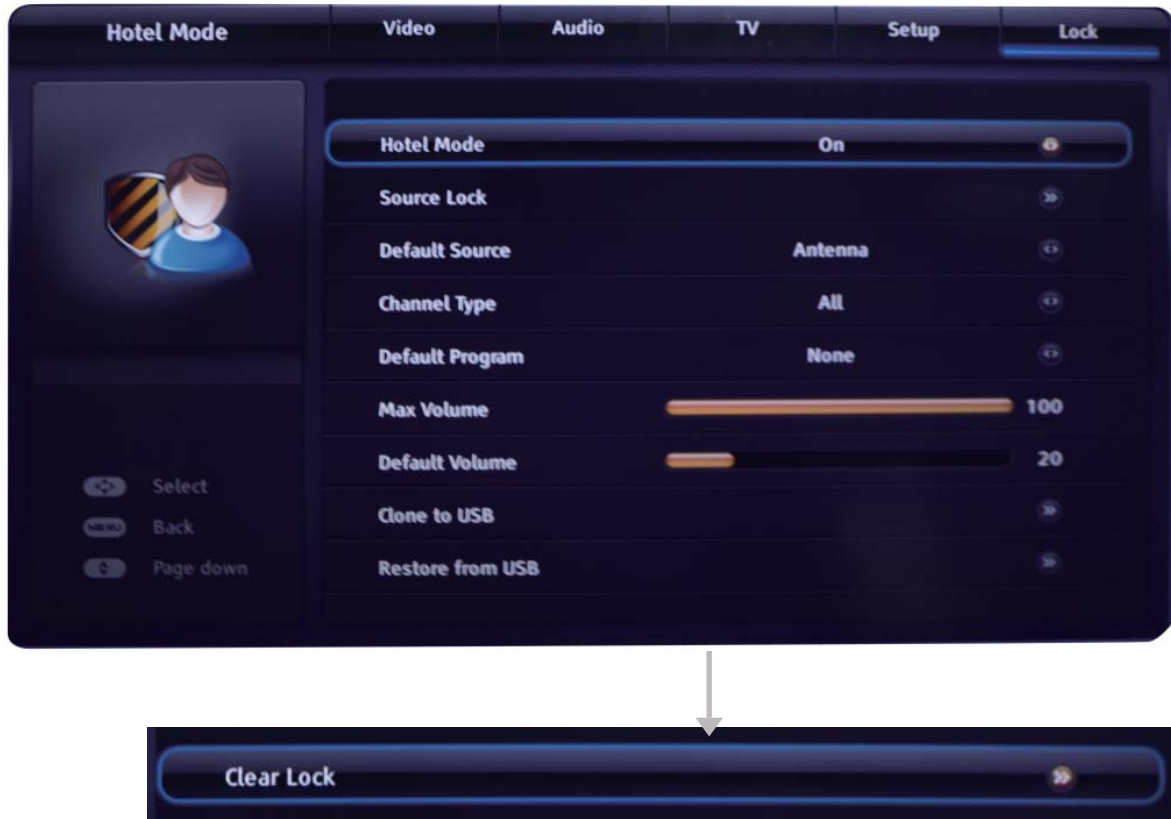 Hotel Mode Video Audio TV Setup Lock
Hotel Mode On
Source Lock
Default Source Antenna
Channel Type All
Default Program None
Max Volume 100
Default Volume 20
Clone to USB
Restore from USB
Select
MENU Back
Page down
Clear Lock